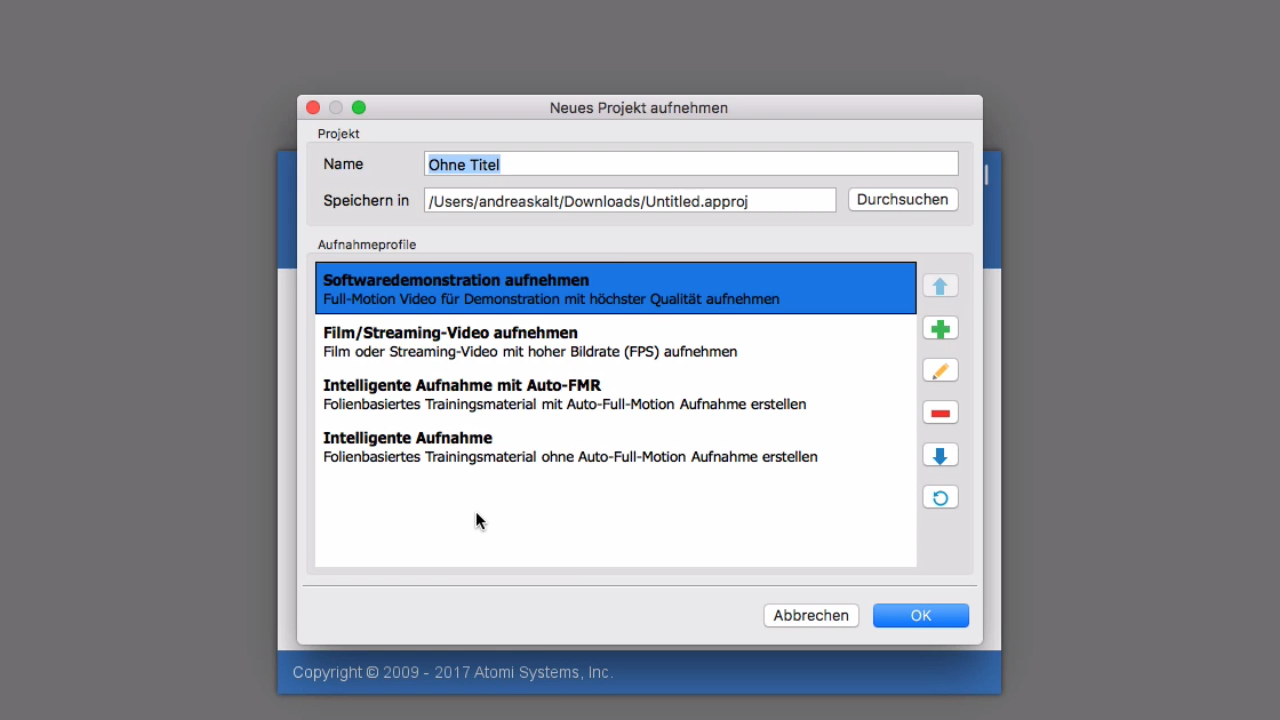 Neues Projekt aufnehmen
Projekt
Name
Ohne Titel
Speichern in
/Users/andreaskalt/Downloads/Untitled.approj
Durchsuchen
Aufnahmeprofile
Softwaredemonstration aufnehmen
Full-Motion Video für Demonstration mit höchster Qualität aufnehmen
Film/Streaming-Video aufnehmen
Film oder Streaming-Video mit hoher Bildrate (FPS) aufnehmen
Intelligente Aufnahme mit Auto-FMR
Folienbasiertes Trainingsmaterial mit Auto-Full-Motion Aufnahme erstellen
Intelligente Aufnahme
Folienbasiertes Trainingsmaterial ohne Auto-Full-Motion Aufnahme erstellen
Abbrechen
OK
Copyright © 2009 - 2017 Atomi Systems, Inc.